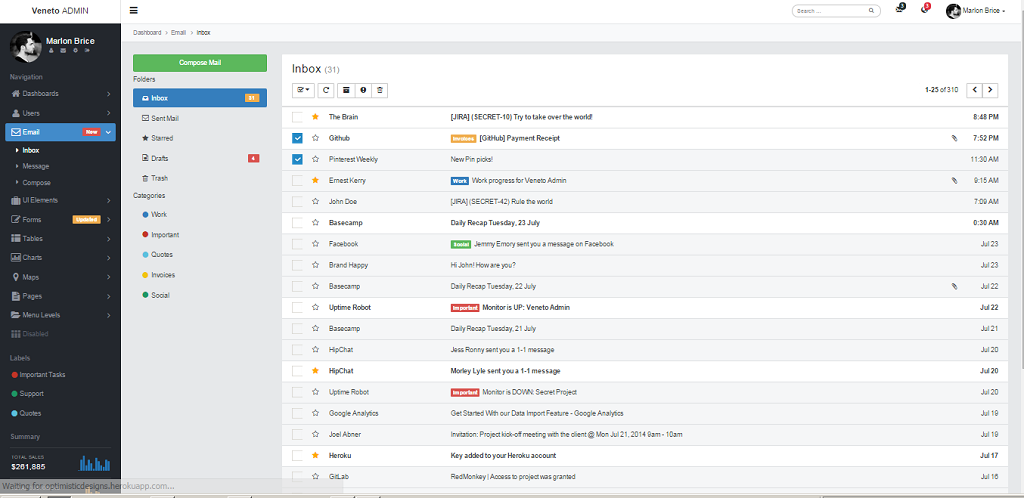 Veneto ADMIN
Search ...
3
3
Marlon Brice
Marlon Brice
Dashboard > Email > Inbox
Navigation
Dashboards
Users
Email New
Inbox
Message
Compose
UI Elements
Forms Updated
Tables
Charts
Maps
Pages
Menu Levels
Disabled
Labels
Important Tasks
Support
Quotes
Summary
TOTAL SALES
$261,885
Waiting for optimisticdesigns.herokuapp.com...
Compose Mail
Folders
Inbox 31
Sent Mail
Starred
Drafts 4
Trash
Categories
Work
Important
Quotes
Invoices
Social
Inbox (31)
1-25 of 310
The Brain [JIRA] (SECRET-10) Try to take over the world! 8:48 PM
Github Invoices [GitHub] Payment Receipt 7:52 PM
Pinterest Weekly New Pin picks! 11:30 AM
Ernest Kerry Work Work progress for Veneto Admin 9:15 AM
John Doe [JIRA] (SECRET-42) Rule the world 7:09 AM
Basecamp Daily Recap Tuesday, 23 July 0:30 AM
Facebook Social Jemmy Emory sent you a message on Facebook Jul 23
Brand Happy Hi John! How are you? Jul 23
Basecamp Daily Recap Tuesday, 22 July Jul 22
Uptime Robot Important Monitor is UP: Veneto Admin Jul 22
Basecamp Daily Recap Tuesday, 21 July Jul 21
HipChat Jess Ronny sent you a 1-1 message Jul 20
HipChat Morley Lyle sent you a 1-1 message Jul 20
Uptime Robot Important Monitor is DOWN: Secret Project Jul 20
Google Analytics Get Started With our Data Import Feature - Google Analytics Jul 19
Joel Abner Invitation: Project kick-off meeting with the client @ Mon Jul 21, 2014 9am - 10am Jul 19
Heroku Key added to your Heroku account Jul 17
GitLab RedMonkey | Access to project was granted Jul 16